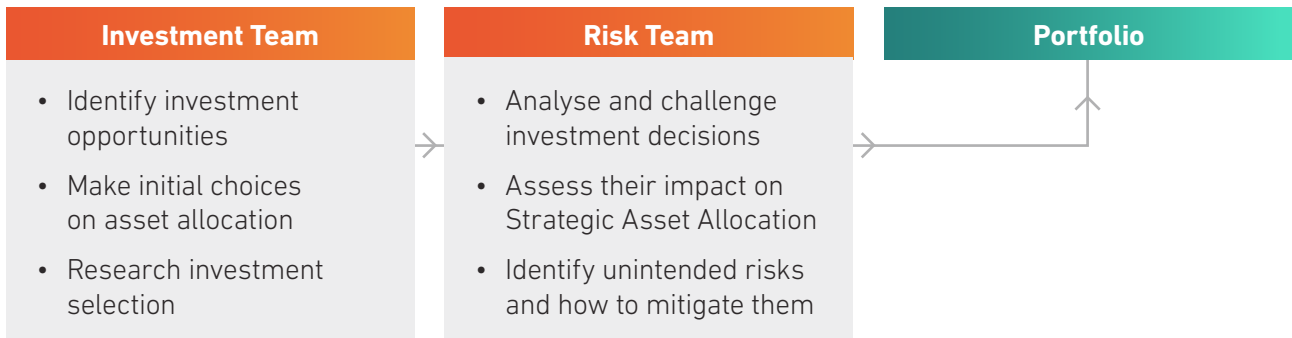 Investment Team
• Identify investment
opportunities
• Make initial choices
on asset allocation
• Research investment
selection
Risk Team
• Analyse and challenge
investment decisions
• Assess their impact on
Strategic Asset Allocation
• Identify unintended risks
and how to mitigate them
Portfolio